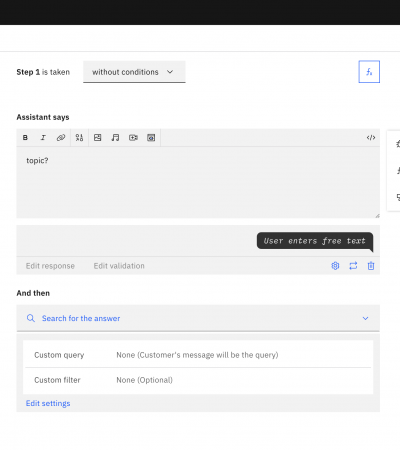 Step 1 is taken without conditions
fx
Assistant says
B I </>
topic?
User enters free text
Edit response Edit validation
And then
Search for the answer
Custom query None (Customer's message will be the query)
Custom filter None (Optional)
Edit settings